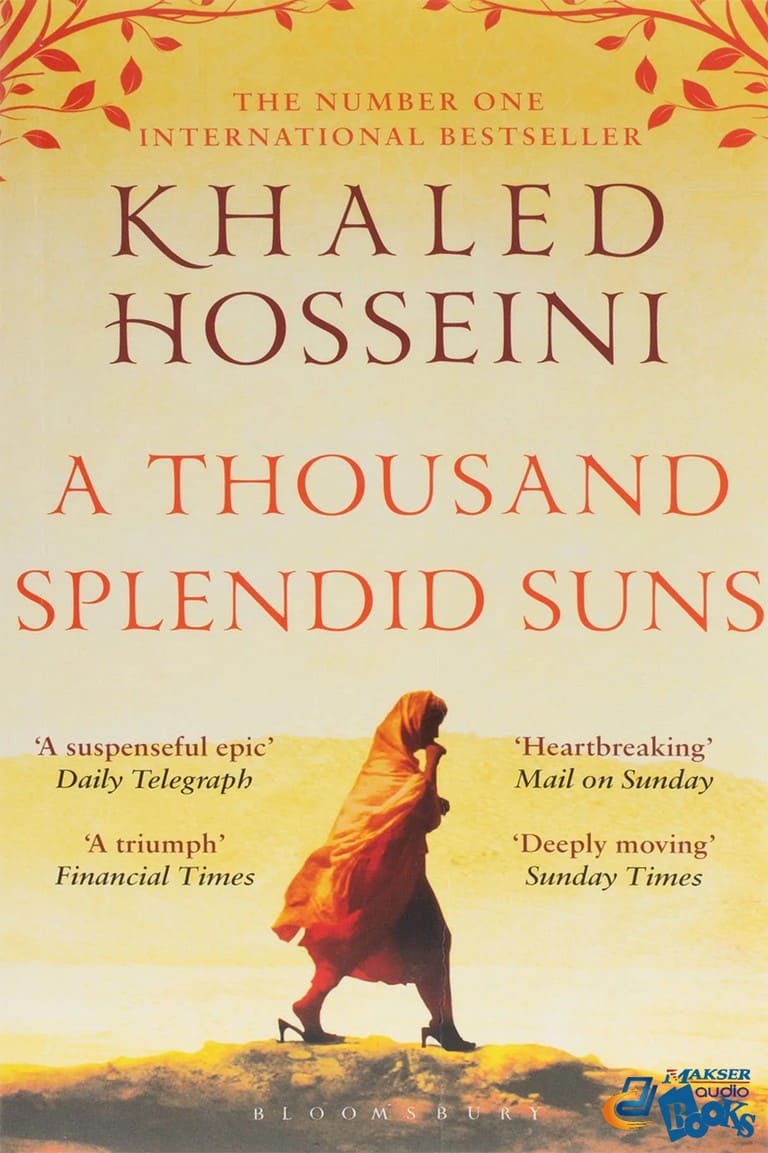 THE NUMBER ONE
INTERNATIONAL BESTSELLER
KHALED
HOSSEINI
A THOUSAND
SPLENDID SUNS
‘A suspenseful epic’
Daily Telegraph
‘Heartbreaking’
Mail on Sunday
‘A triumph’
Financial Times
‘Deeply moving’
Sunday Times
BLOOMSBURY
MAKSER
audio
BOOKS